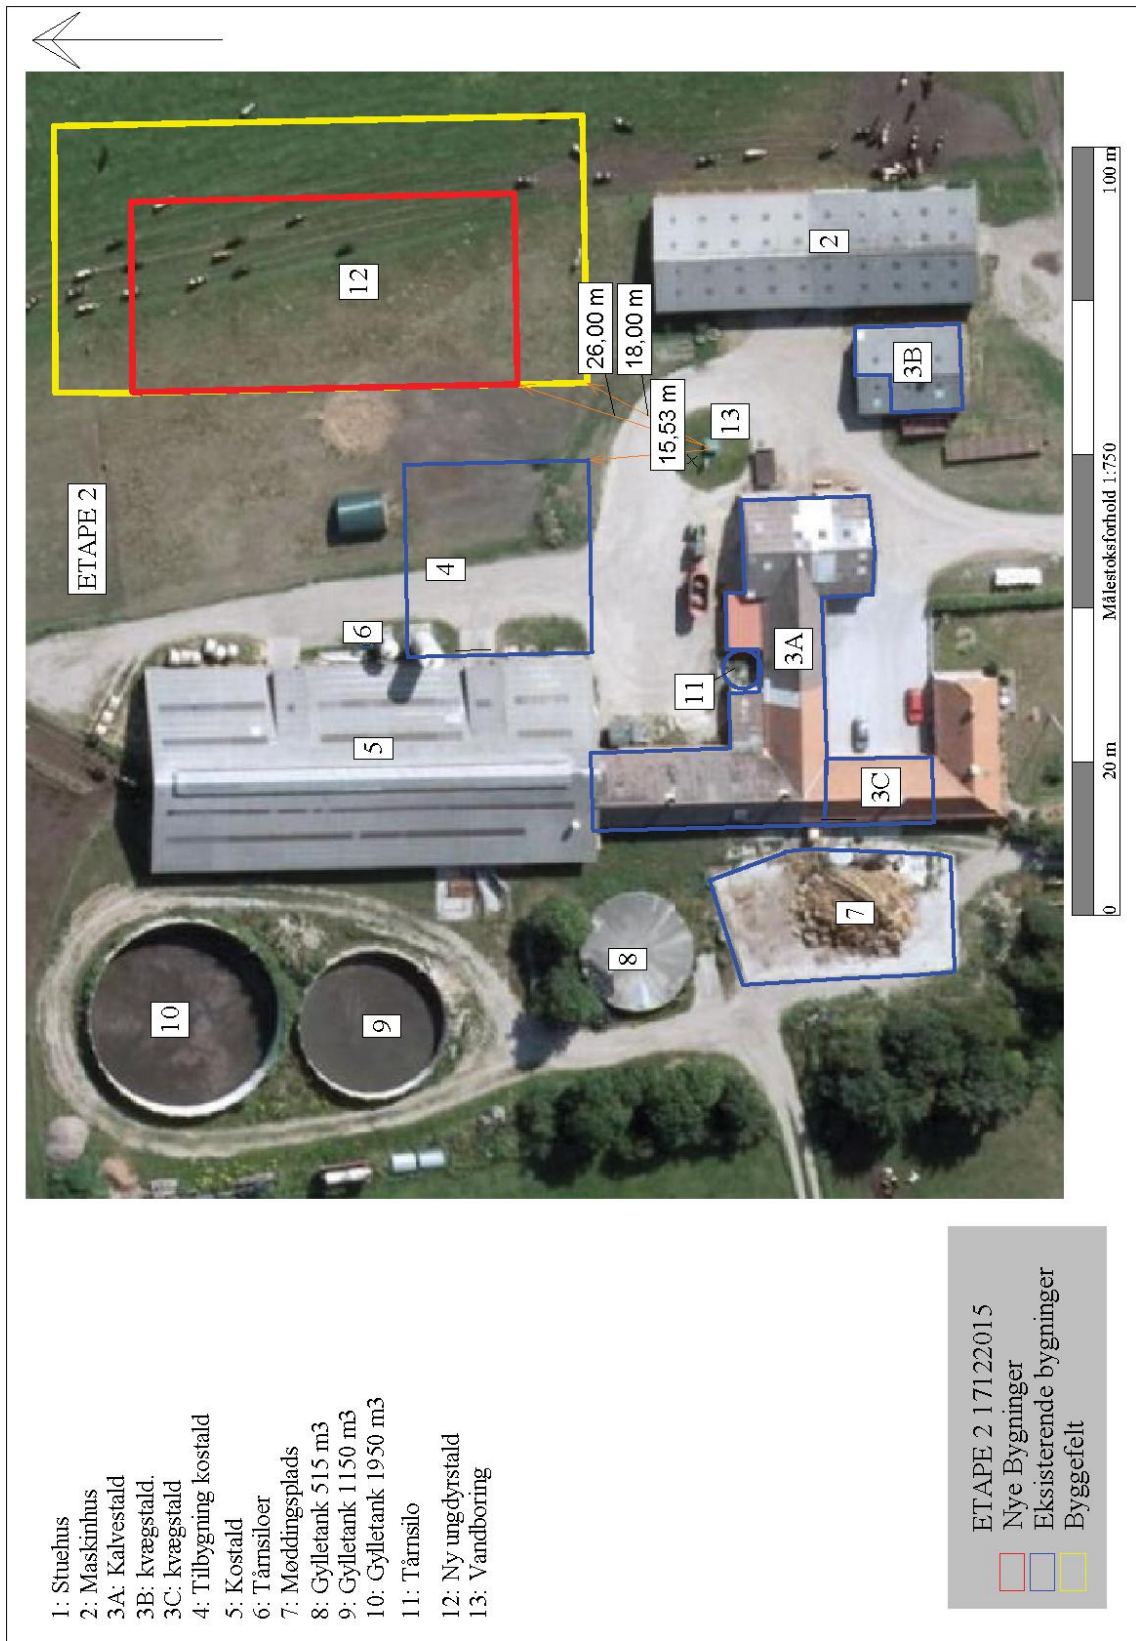 1: Stuehus
2: Maskinhus
3A: Kalvestald
3B: kvægstald.
3C: kvægstald
4: Tilbygning kostald
5: Kostald
6: Tårnsiloer
7: Møddingsplads
8: Gylletank 515 m3
9: Gylletank 1150 m3
10: Gylletank 1950 m3
11: Tårnsilo
12: Ny ungdyrstald
13: Vandboring
ETAPE 2
12
10
6
4
5
9
26,00 m
18,00 m
15,53 m
13
11
2
8
3A
3B
7
3C
0
20 m
Målestoksforhold 1:750
100 m
ETAPE 2 17122015
Nye Bygninger
Eksisterende bygninger
Byggefelt